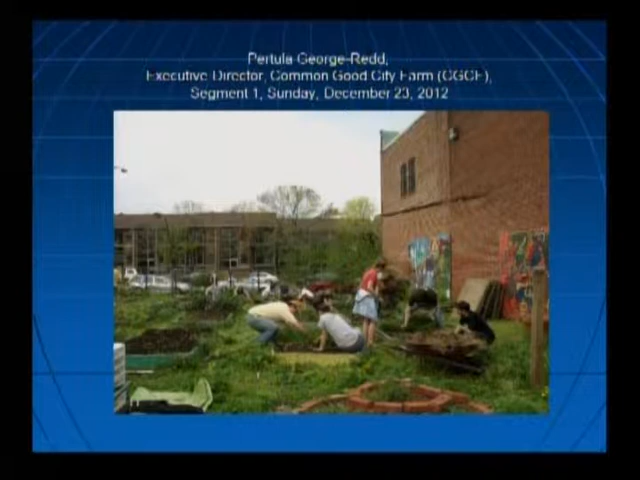 Pertula George-Redd,
Executive Director, Common Good City Farm (CGCF),
Segment 1, Sunday, December 23, 2012